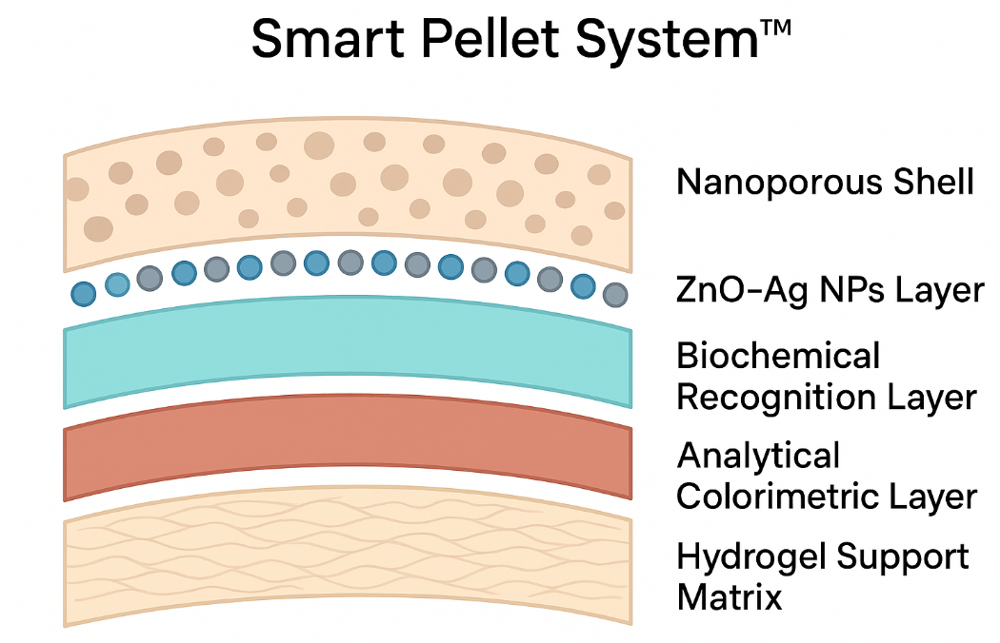 Smart Pellet System™
Nanoporous Shell
ZnO–Ag NPs Layer
Biochemical
Recognition Layer
Analytical
Colorimetric Layer
Hydrogel Support
Matrix